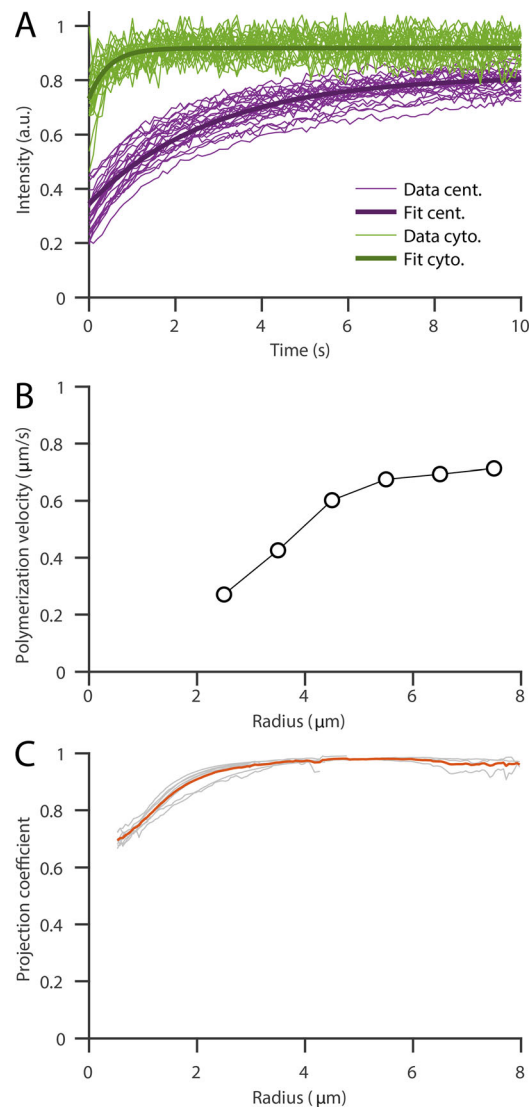 A
1
0.8
0.6
0.4
0.2
0
Intensity (a.u.)
Data cent.
Fit cent.
Data cyto.
Fit cyto.
0 2 4 6 8 10
Time (s)
B
1
0.8
0.6
0.4
0.2
0
Polymerization velocity (μm/s)
0 2 4 6 8
Radius (μm)
C
1
0.8
0.6
0.4
0.2
0
Projection coefficient
0 2 4 6 8
Radius (μm)